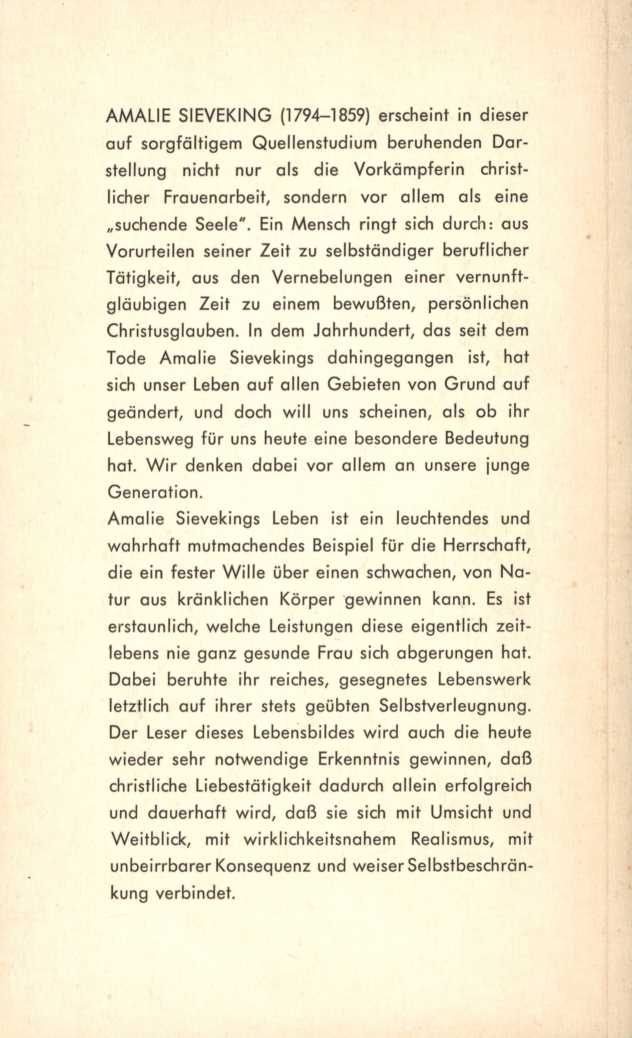 AMALIE SIEVEKING (1794–1859) erscheint in dieser
auf sorgfältigem Quellenstudium beruhenden Dar-
stellung nicht nur als die Vorkämpferin christ-
licher Frauenarbeit, sondern vor allem als eine
„suchende Seele". Ein Mensch ringt sich durch: aus
Vorurteilen seiner Zeit zu selbständiger beruflicher
Tätigkeit, aus den Vernebelungen einer vernunft-
gläubigen Zeit zu einem bewußten, persönlichen
Christusglauben. In dem Jahrhundert, das seit dem
Tode Amalie Sievekings dahingegangen ist, hat
sich unser Leben auf allen Gebieten von Grund auf
geändert, und doch will uns scheinen, als ob ihr
Lebensweg für uns heute eine besondere Bedeutung
hat. Wir denken dabei vor allem an unsere junge
Generation.
Amalie Sievekings Leben ist ein leuchtendes und
wahrhaft mutmachendes Beispiel für die Herrschaft,
die ein fester Wille über einen schwachen, von Na-
tur aus kränklichen Körper gewinnen kann. Es ist
erstaunlich, welche Leistungen diese eigentlich zeit-
lebens nie ganz gesunde Frau sich abgerungen hat.
Dabei beruhte ihr reiches, gesegnetes Lebenswerk
letztlich auf ihrer stets geübten Selbstverleugnung.
Der Leser dieses Lebensbildes wird auch die heute
wieder sehr notwendige Erkenntnis gewinnen, daß
christliche Liebestätigkeit dadurch allein erfolgreich
und dauerhaft wird, daß sie sich mit Umsicht und
Weitblick, mit wirklichkeitsnahem Realismus, mit
unbeirrbarer Konsequenz und weiser Selbstbeschrän-
kung verbindet.